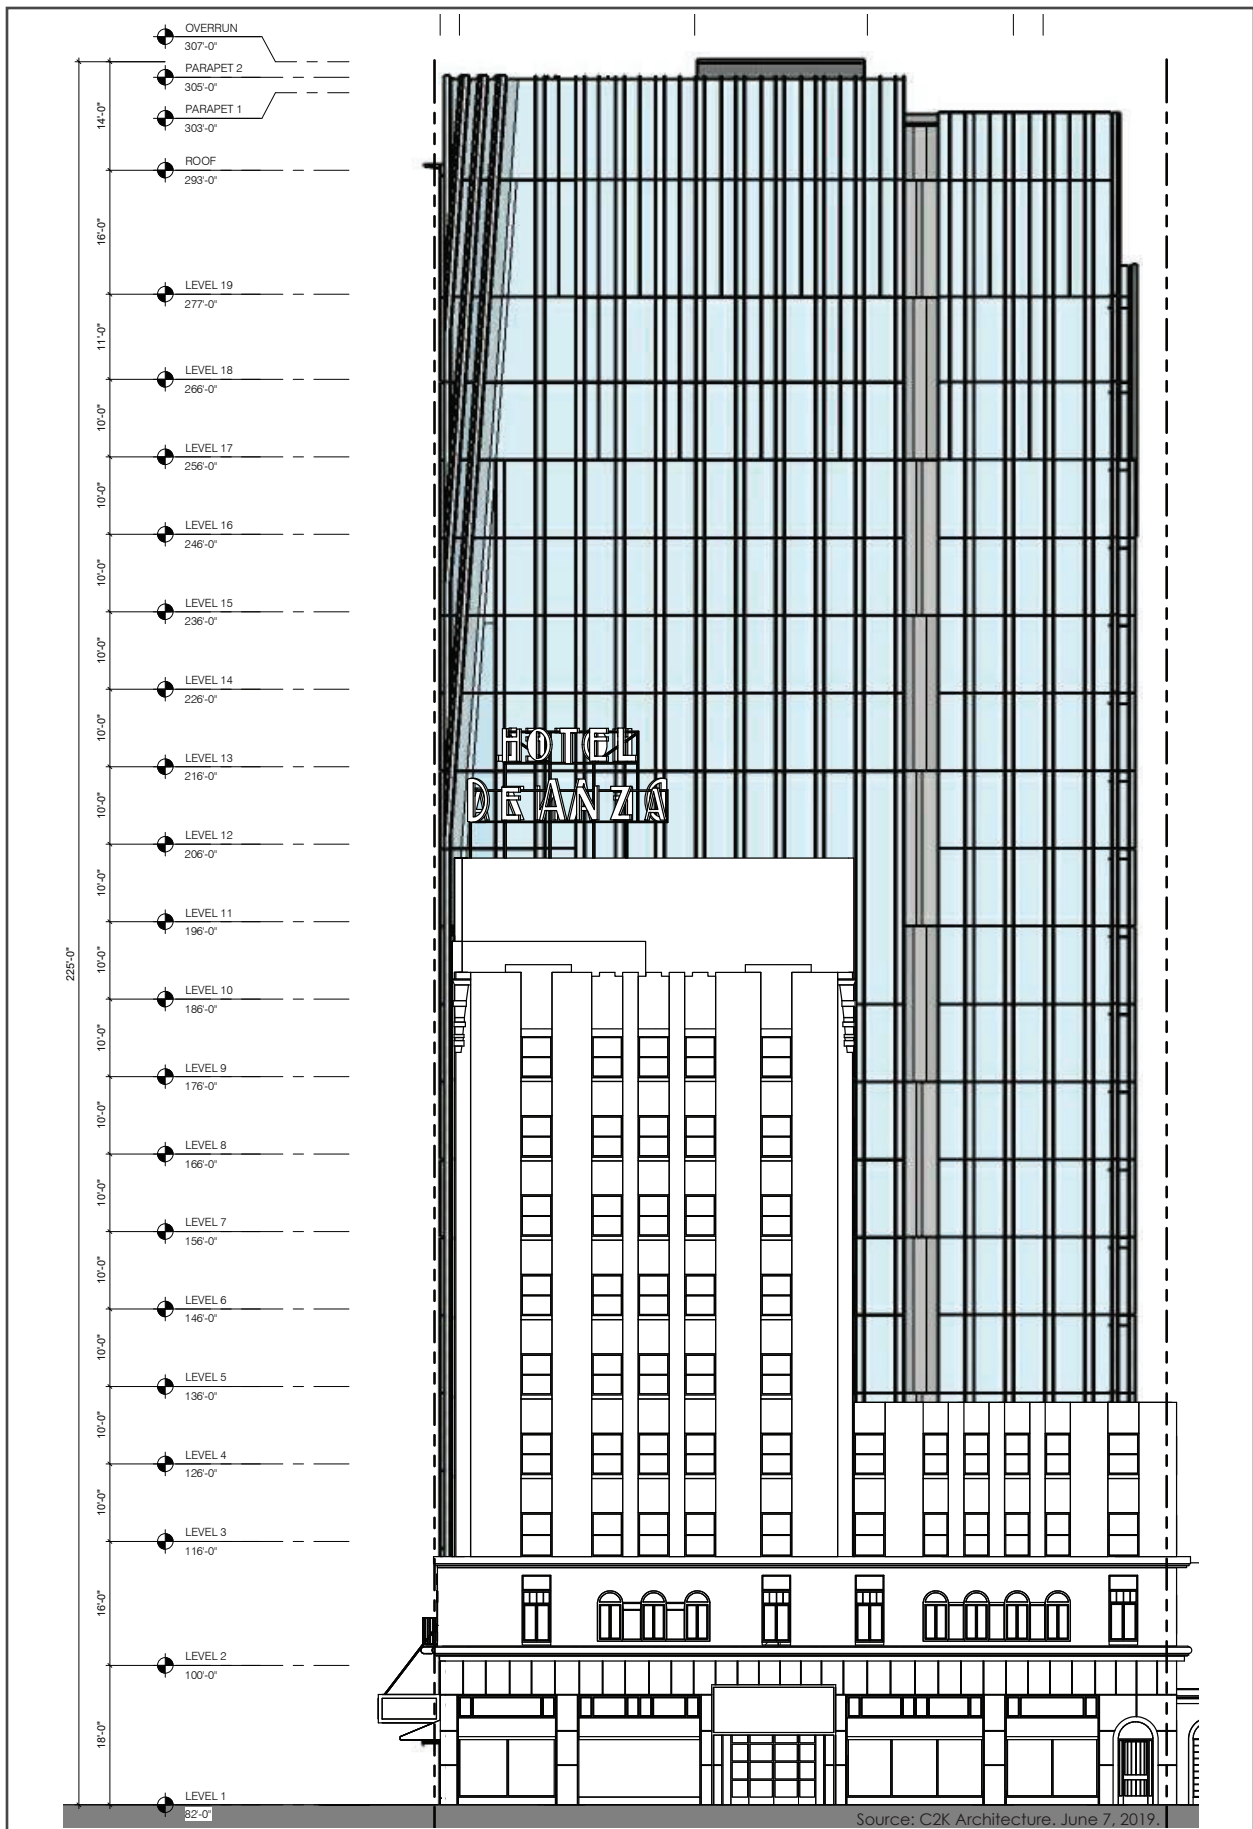 OVERRUN
307'-0"
PARAPET 2
305'-0"
PARAPET 1
303'-0"
14'-0"
ROOF
293'-0"
16'-0"
LEVEL 19
277'-0"
11'-0"
LEVEL 18
266'-0"
10'-0"
LEVEL 17
256'-0"
10'-0"
LEVEL 16
246'-0"
10'-0"
LEVEL 15
236'-0"
10'-0"
LEVEL 14
226'-0"
10'-0"
HOTEL
DE ANZA
LEVEL 13
216'-0"
10'-0"
LEVEL 12
206'-0"
10'-0"
LEVEL 11
196'-0"
225'-0"
10'-0"
LEVEL 10
186'-0"
10'-0"
LEVEL 9
176'-0"
10'-0"
LEVEL 8
166'-0"
10'-0"
LEVEL 7
156'-0"
10'-0"
LEVEL 6
146'-0"
10'-0"
LEVEL 5
136'-0"
10'-0"
LEVEL 4
126'-0"
10'-0"
LEVEL 3
116'-0"
16'-0"
LEVEL 2
100'-0"
18'-0"
LEVEL 1
82'-0"
Source: C2K Architecture. June 7, 2019.